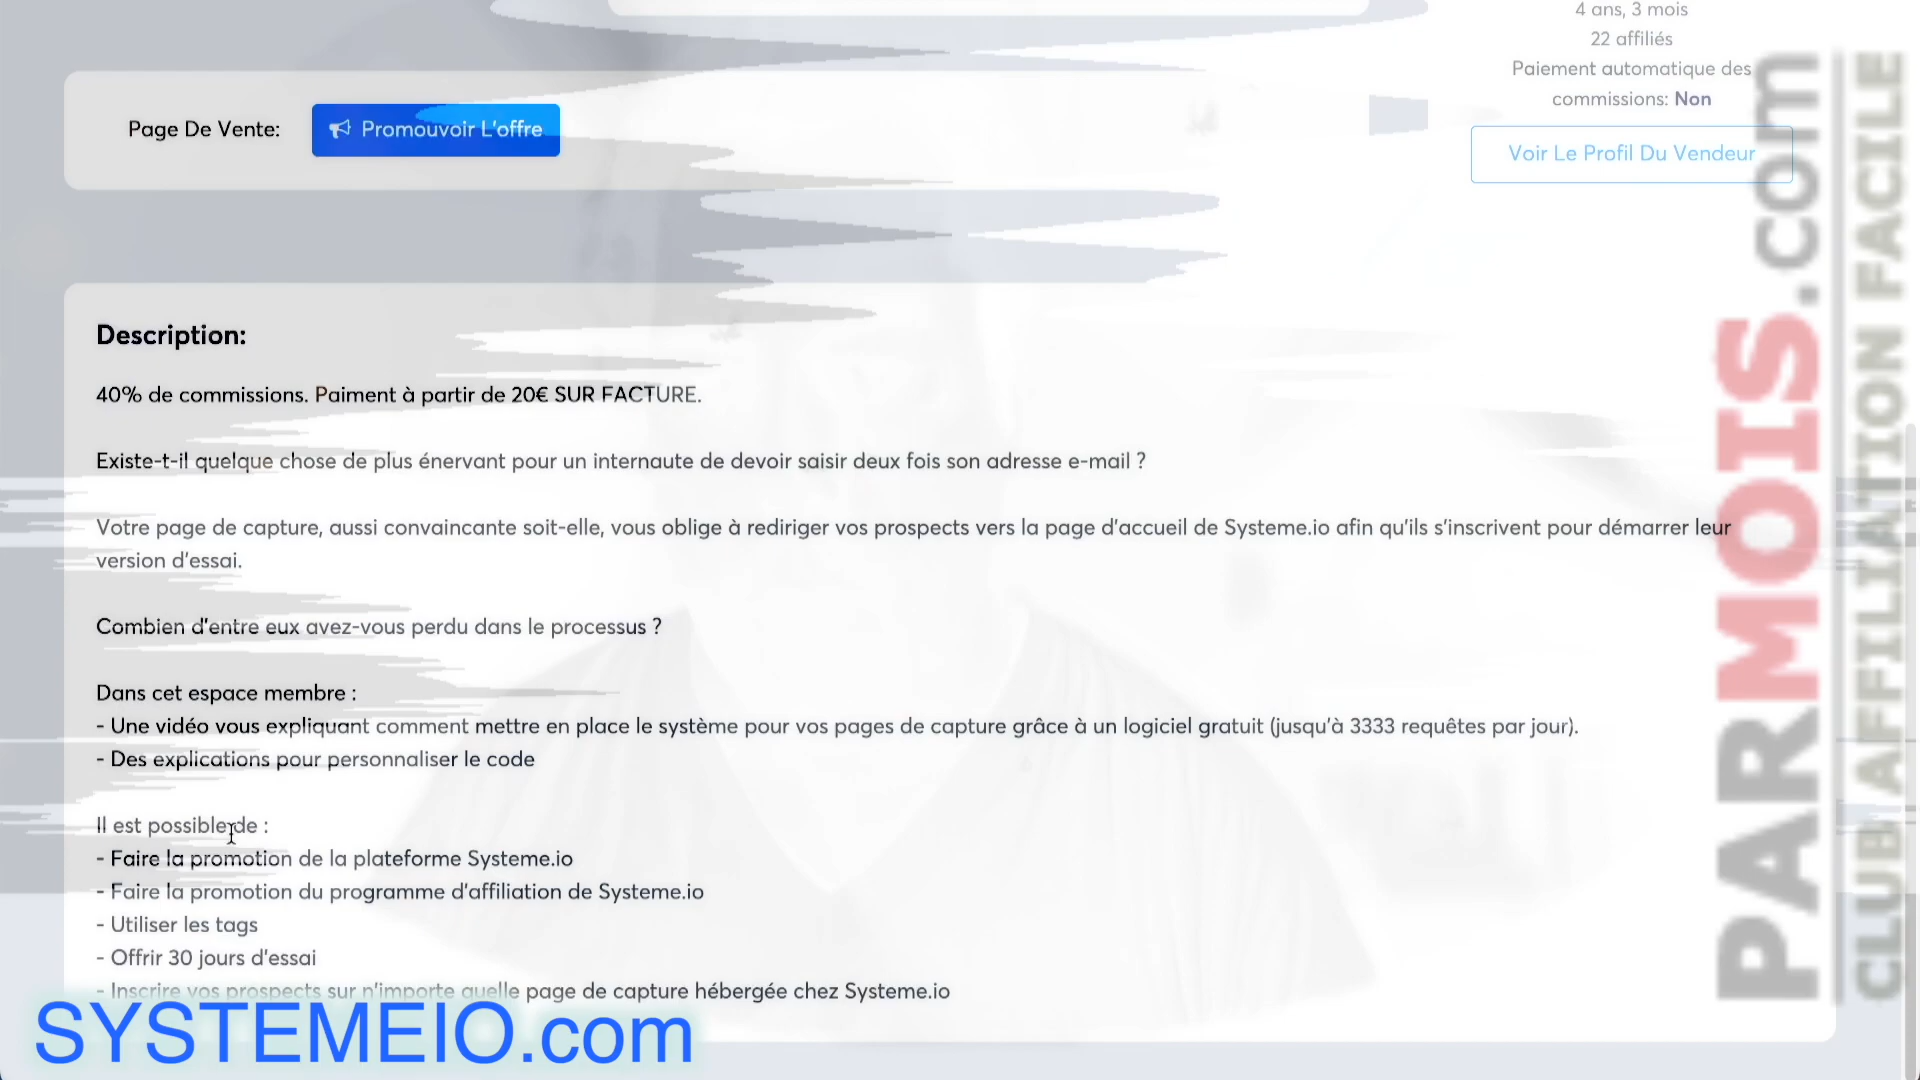 4 ans, 3 mois
22 affiliés
Paiement automatique des
commissions: Non
Voir Le Profil Du Vendeur
Page De Vente:
Promouvoir L'offre
Description:
40% de commissions. Paiment à partir de 20€ SUR FACTURE.
Existe-t-il quelque chose de plus énervant pour un internaute de devoir saisir deux fois son adresse e-mail ?
Votre page de capture, aussi convaincante soit-elle, vous oblige à rediriger vos prospects vers la page d'accueil de Systeme.io afin qu'ils s'inscrivent pour démarrer leur
version d'essai.
Combien d'entre eux avez-vous perdu dans le processus ?
Dans cet espace membre :
- Une vidéo vous expliquant comment mettre en place le système pour vos pages de capture grâce à un logiciel gratuit (jusqu'à 3333 requêtes par jour).
- Des explications pour personnaliser le code
Il est possible de :
- Faire la promotion de la plateforme Systeme.io
- Faire la promotion du programme d'affiliation de Systeme.io
- Utiliser les tags
- Offrir 30 jours d'essai
- Inscrire vos prospects sur n'importe quelle page de capture hébergée chez Systeme.io
SYSTEMEIO.com
PARMOIS.com
CLUB AFFILIATION FACILE